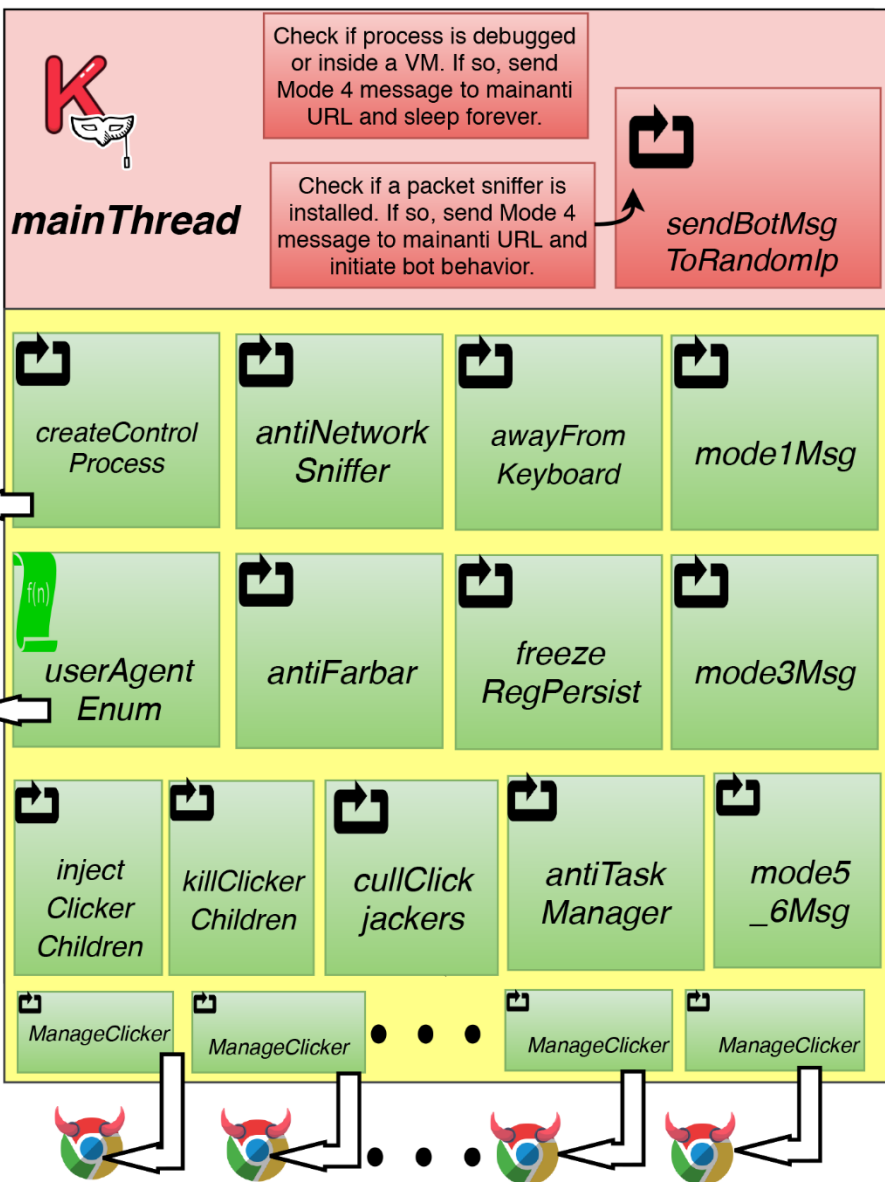 Check if process is debugged
or inside a VM. If so, send
Mode 4 message to mainanti
URL and sleep forever.
K
mainThread
Check if a packet sniffer is
installed. If so, send Mode 4
message to mainanti URL and
initiate bot behavior.
sendBotMsg
ToRandomIp
createControl
Process
antiNetwork
Sniffer
awayFrom
Keyboard
mode1Msg
f(n)
userAgent
Enum
antiFarbar
freeze
RegPersist
mode3Msg
inject
Clicker
Children
killClicker
Children
cullClick
jackers
antiTask
Manager
mode5
_6Msg
ManageClicker
ManageClicker
ManageClicker
ManageClicker